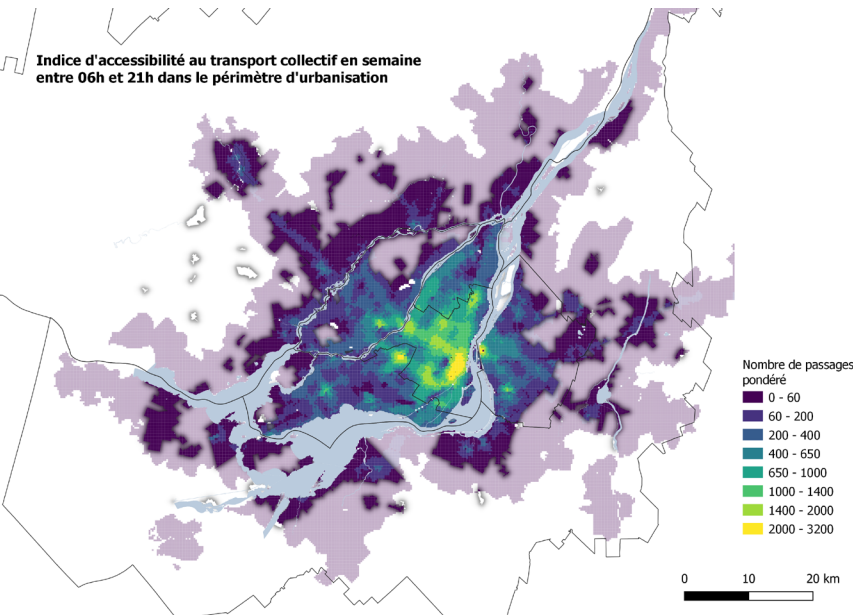 Indice d'accessibilité au transport collectif en semaine
entre 06h et 21h dans le périmètre d'urbanisation
Nombre de passages
pondéré
0 - 60
60 - 200
200 - 400
400 - 650
650 - 1000
1000 - 1400
1400 - 2000
2000 - 3200
0 10 20 km